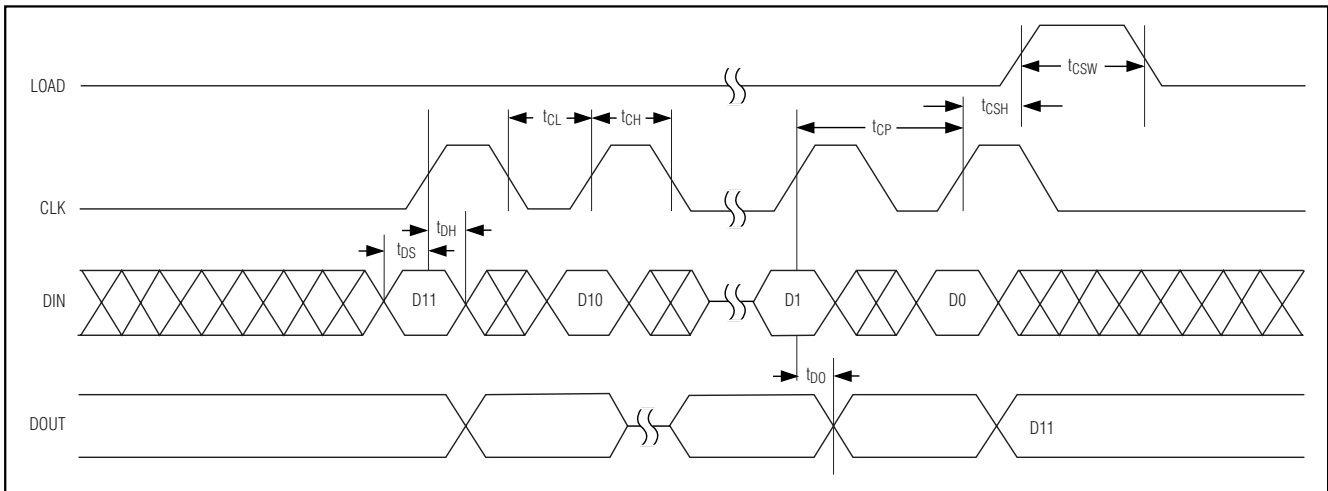 LOAD
tCSW
tCSH
tCL
tCH
tCP
CLK
tDH
tDS
DIN
D11
D10
D1
D0
tDO
DOUT
D11